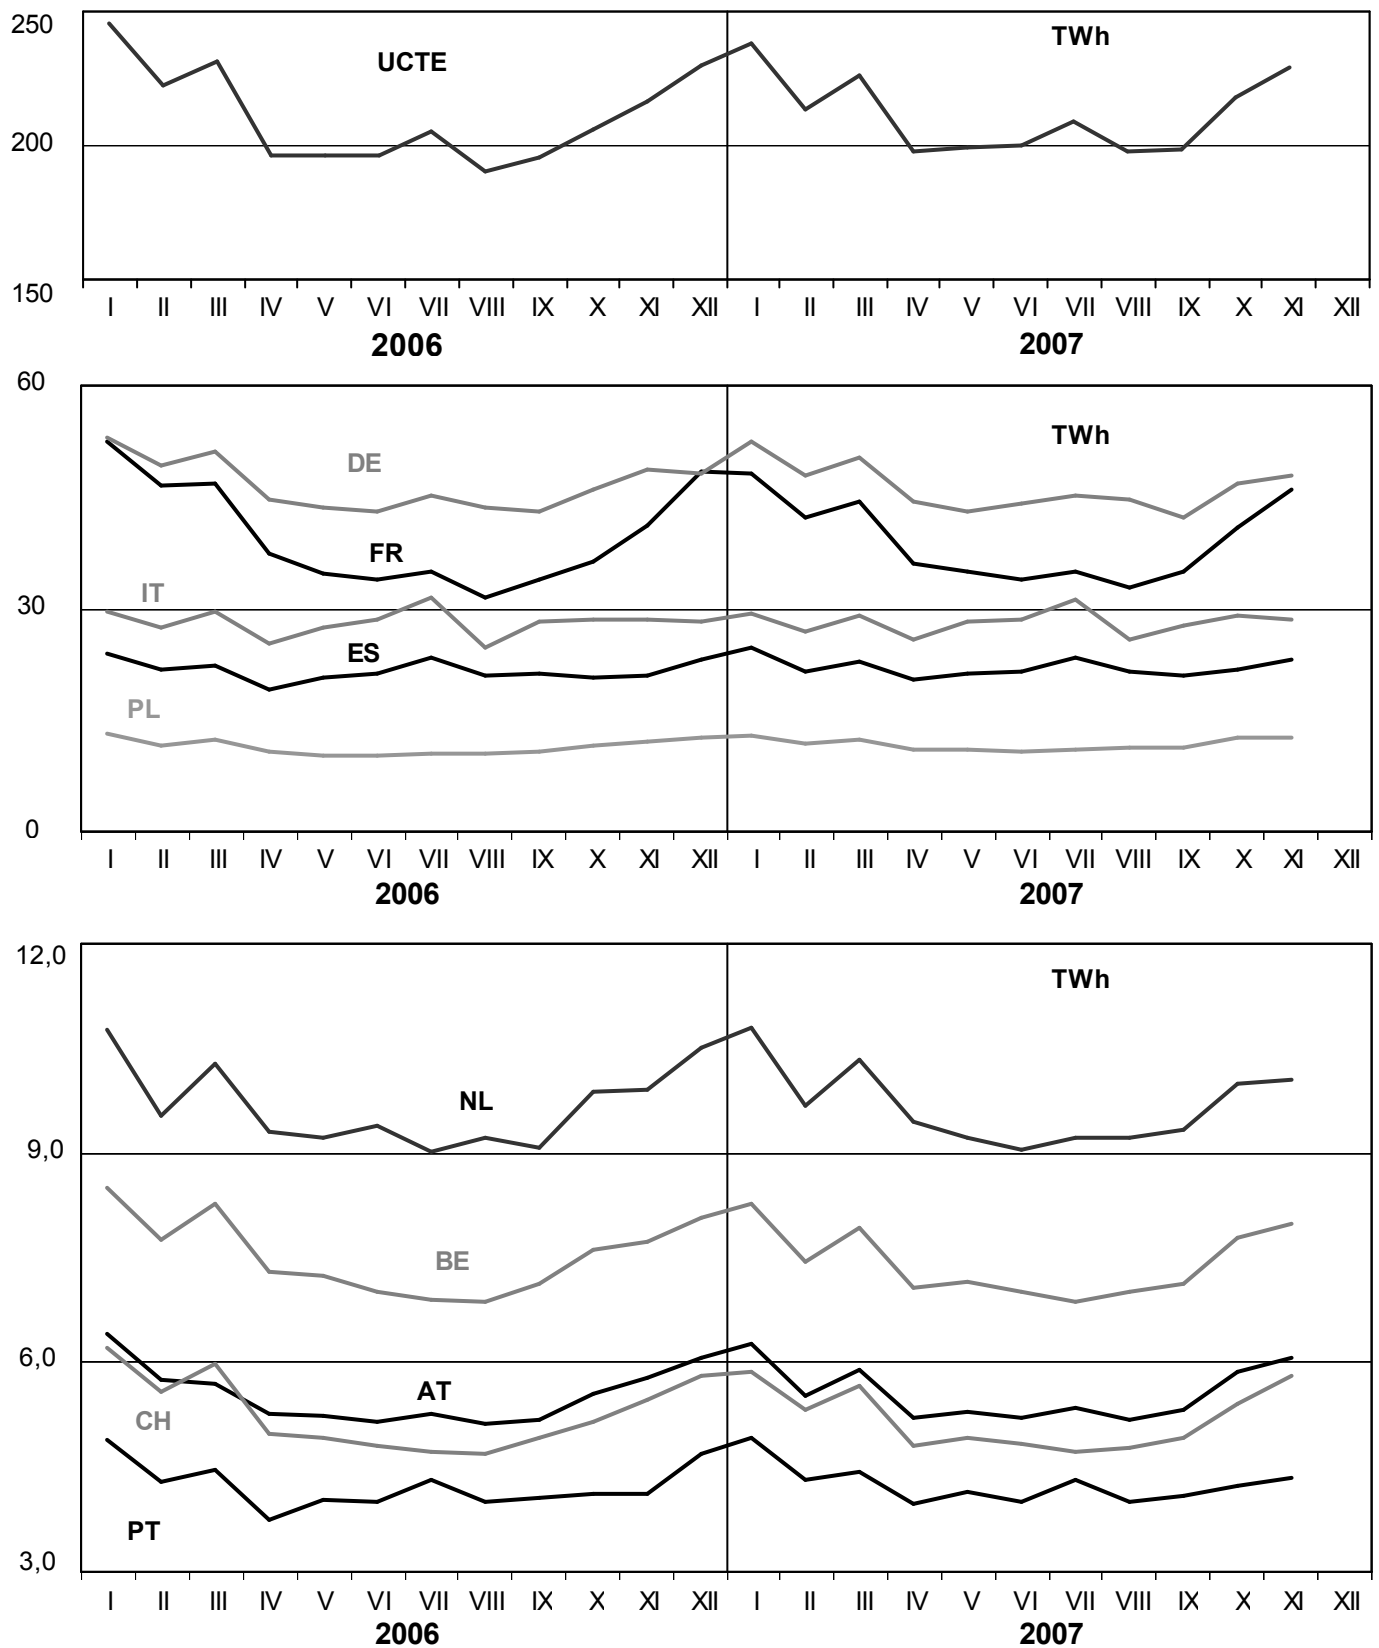 250
TWh
UCTE
200
150
I II III IV V VI VII VIII IX X XI XII I II III IV V VI VII VIII IX X XI XII
2006 2007
60
TWh
DE
FR
IT
30
ES
PL
0
I II III IV V VI VII VIII IX X XI XII I II III IV V VI VII VIII IX X XI XII
2006 2007
12,0
TWh
NL
9,0
BE
6,0
AT
CH
PT
3,0
I II III IV V VI VII VIII IX X XI XII I II III IV V VI VII VIII IX X XI XII
2006 2007